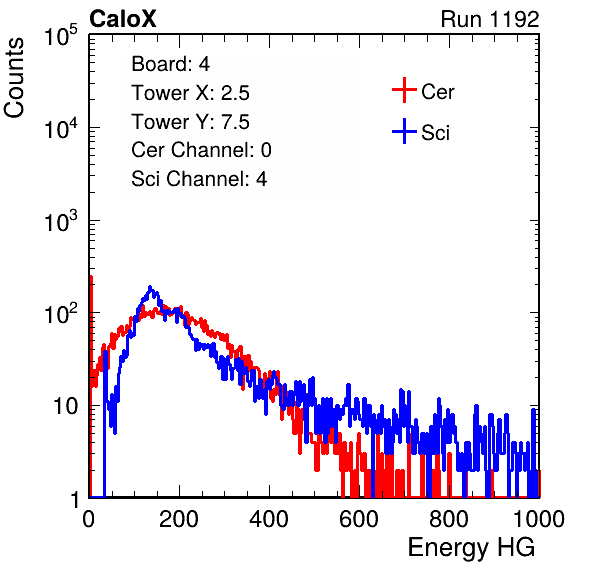 CaloX Run 1192
Counts
10^5
10^4
10^3
10^2
10
1
Board: 4
Tower X: 2.5
Tower Y: 7.5
Cer Channel: 0
Sci Channel: 4
Cer
Sci
0 200 400 600 800 1000
Energy HG